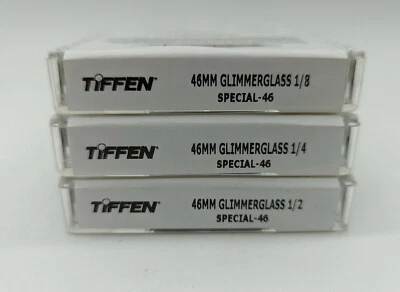 TIFFEN 46MM GLIMMERGLASS 1/8
SPECIAL-46
TIFFEN 46MM GLIMMERGLASS 1/4
SPECIAL-46
TIFFEN 46MM GLIMMERGLASS 1/2
SPECIAL-46